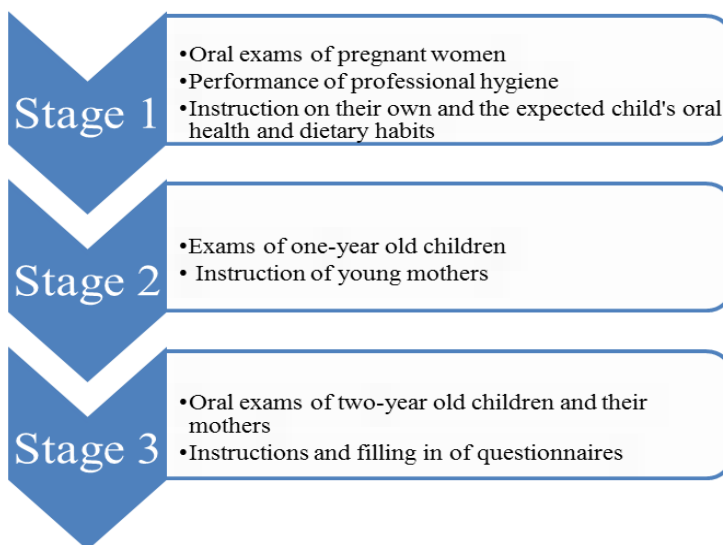 Stage 1
•Oral exams of pregnant women
•Performance of professional hygiene
•Instruction on their own and the expected child's oral
health and dietary habits
Stage 2
•Exams of one-year old children
• Instruction of young mothers
Stage 3
•Oral exams of two-year old children and their
mothers
•Instructions and filling in of questionnaires